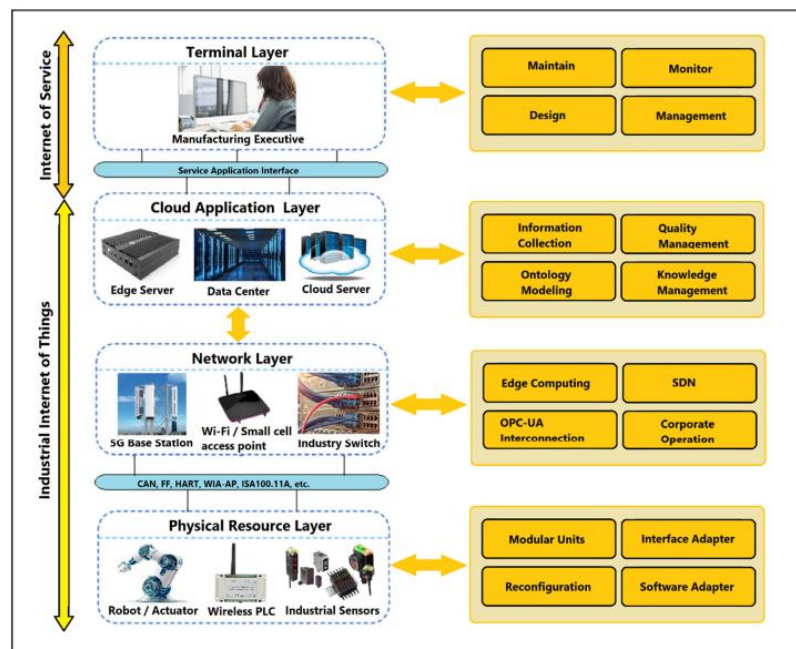 Internet of Service
Terminal Layer
Manufacturing Executive
Maintain
Monitor
Design
Management
Service Application Interface
Industrial Internet of Things
Cloud Application Layer
Edge Server
Data Center
Cloud Server
Information
Collection
Quality
Management
Ontology
Modeling
Knowledge
Management
Network Layer
5G Base Station
Wi-Fi / Small cell
access point
Industry Switch
Edge Computing
SDN
OPC-UA
Interconnection
Corporate
Operation
CAN, FF, HART, WIA-AP, ISA100.11A, etc.
Physical Resource Layer
Robot / Actuator
Wireless PLC
Industrial Sensors
Modular Units
Interface Adapter
Reconfiguration
Software Adapter